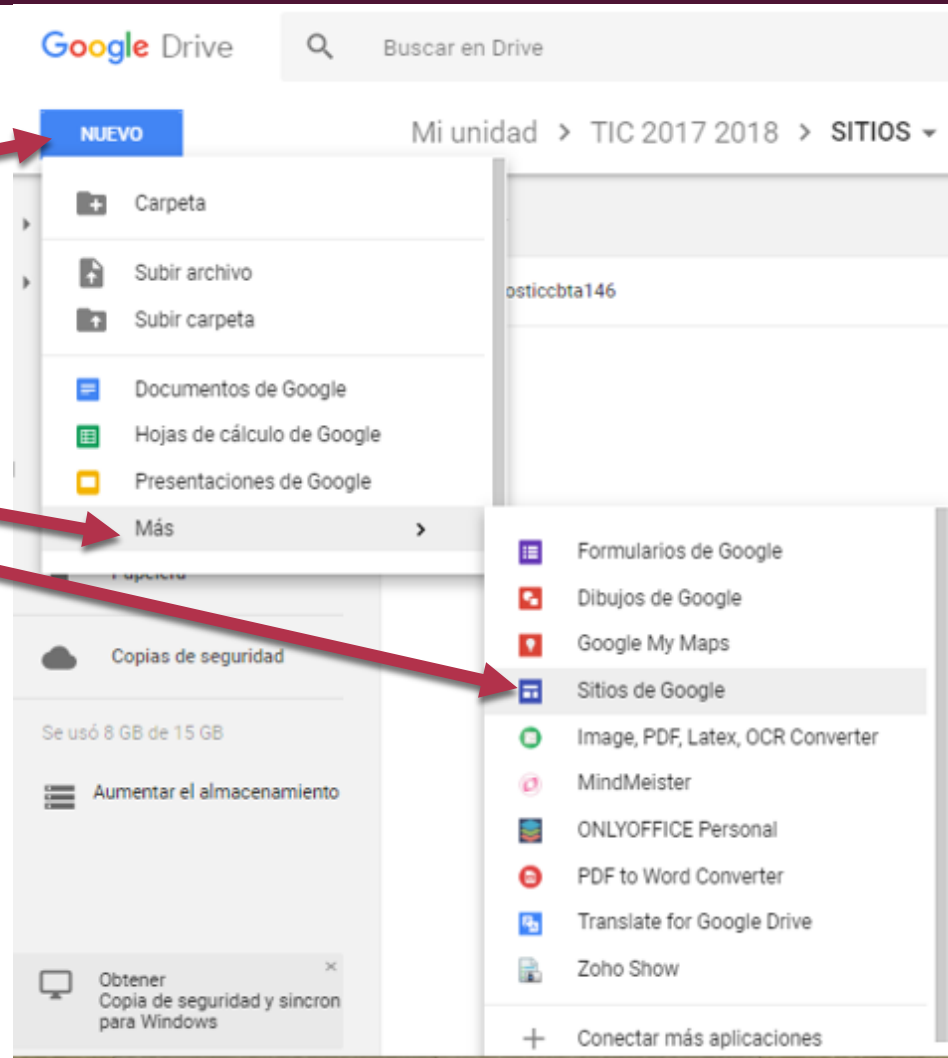 Google Drive
Buscar en Drive
NUEVO
Mi unidad > TIC 2017 2018 > SITIOS
Carpeta
Subir archivo
osticcbta146
Subir carpeta
Documentos de Google
Hojas de cálculo de Google
Presentaciones de Google
Más
Formularios de Google
Papelera
Dibujos de Google
Google My Maps
Copias de seguridad
Sitios de Google
Se usó 8 GB de 15 GB
Image, PDF, Latex, OCR Converter
MindMeister
Aumentar el almacenamiento
ONLYOFFICE Personal
PDF to Word Converter
Translate for Google Drive
Zoho Show
Obtener
Copia de seguridad y sincron
para Windows
Conectar más aplicaciones